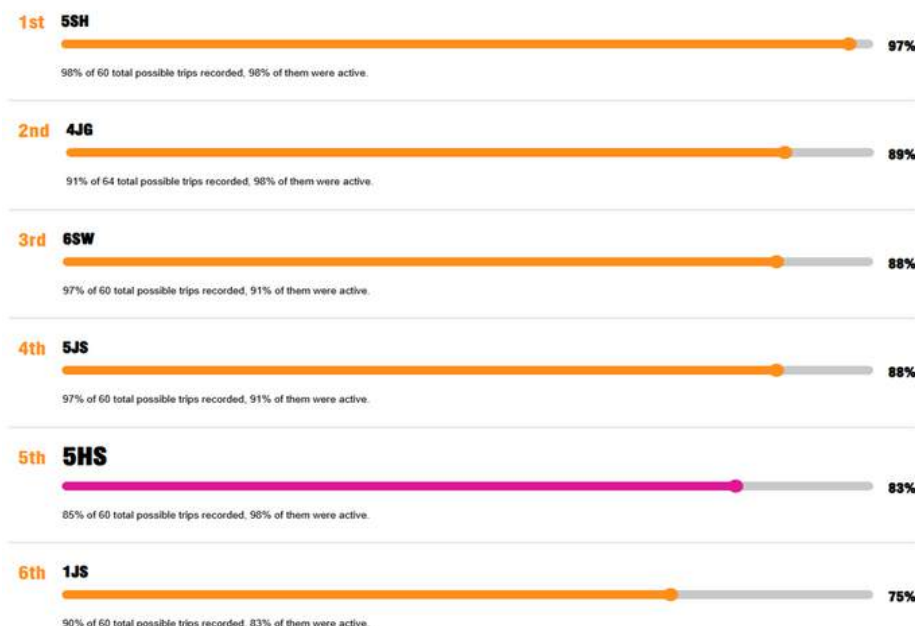 1st 5SH
97%
98% of 60 total possible trips recorded, 98% of them were active.
2nd 4JG
89%
91% of 64 total possible trips recorded, 98% of them were active.
3rd 6SW
88%
97% of 60 total possible trips recorded, 91% of them were active.
4th 5JS
88%
97% of 60 total possible trips recorded, 91% of them were active.
5th 5HS
83%
85% of 60 total possible trips recorded, 98% of them were active.
6th 1JS
75%
90% of 60 total possible trips recorded, 83% of them were active.